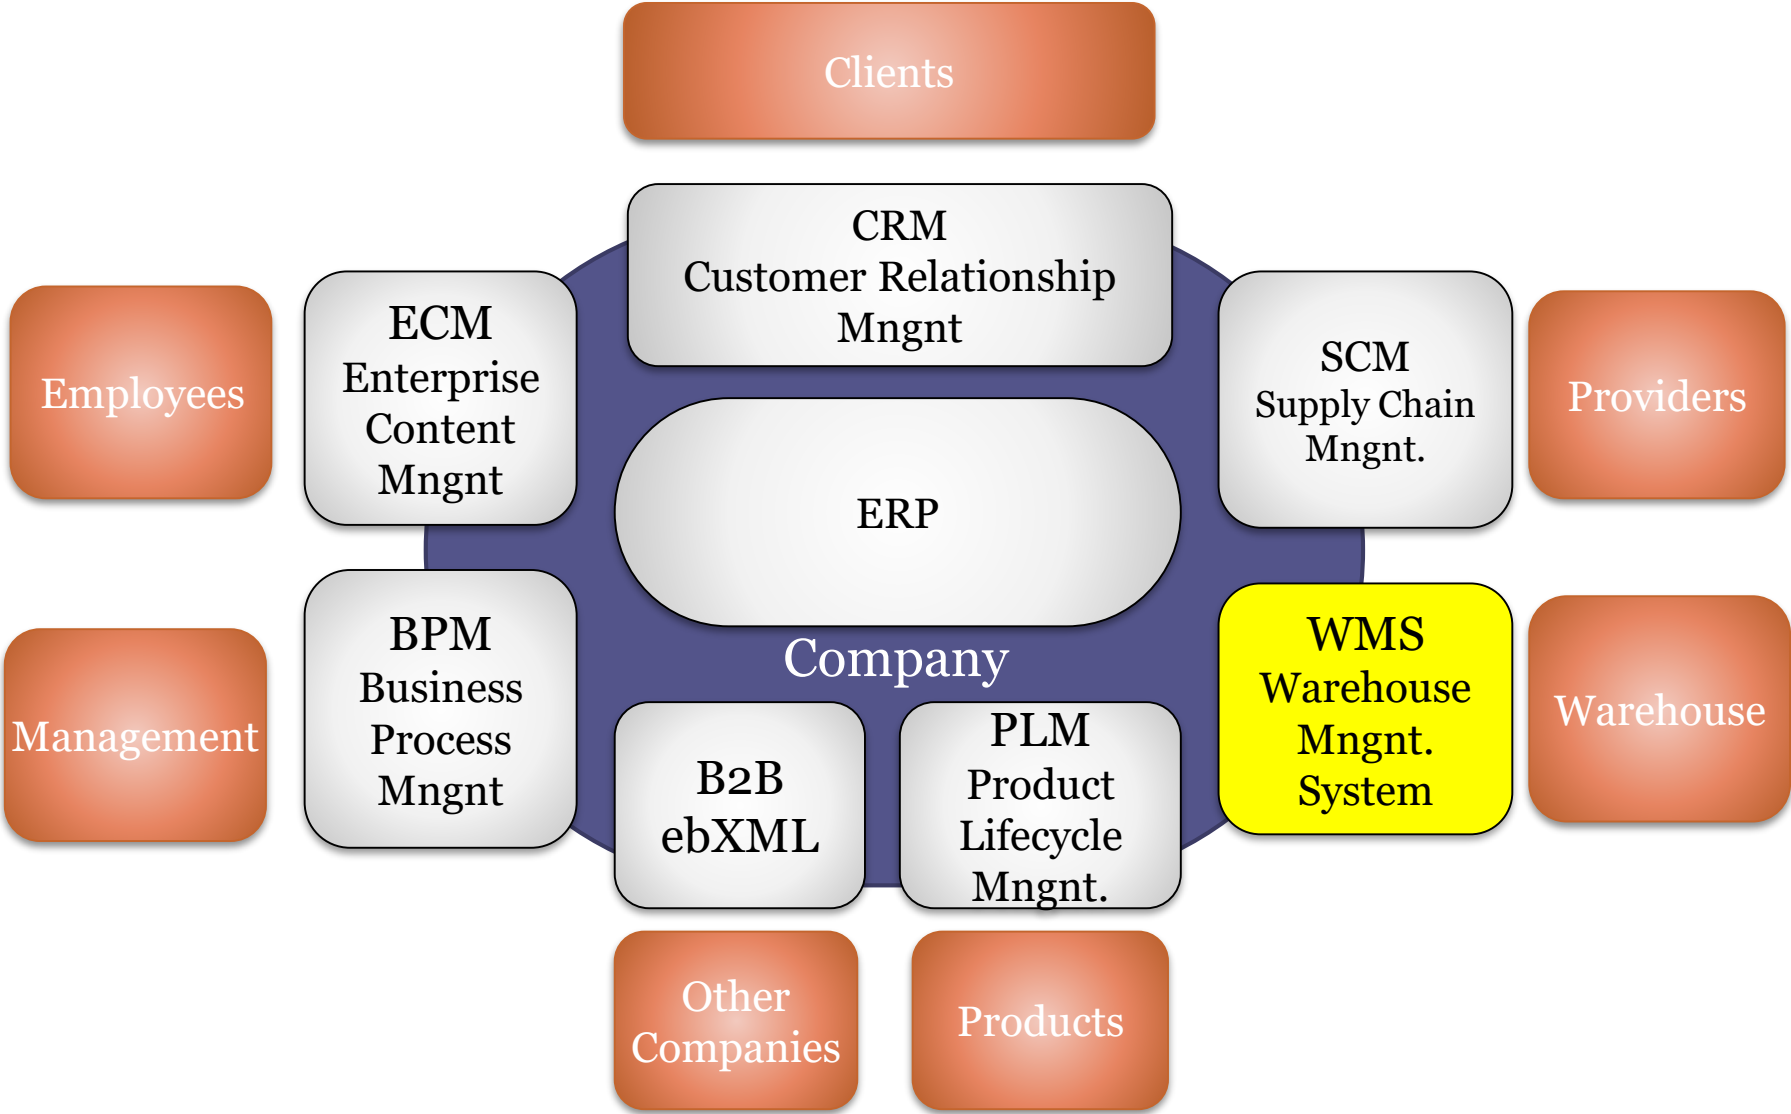 Clients
CRM
Customer Relationship
Mngnt
ECM
Enterprise
Content
Mngnt
Employees
SCM
Supply Chain
Mngnt.
Providers
ERP
Company
BPM
Business
Process
Mngnt
Management
WMS
Warehouse
Mngnt.
System
Warehouse
B2B
ebXML
PLM
Product
Lifecycle
Mngnt.
Other
Companies
Products